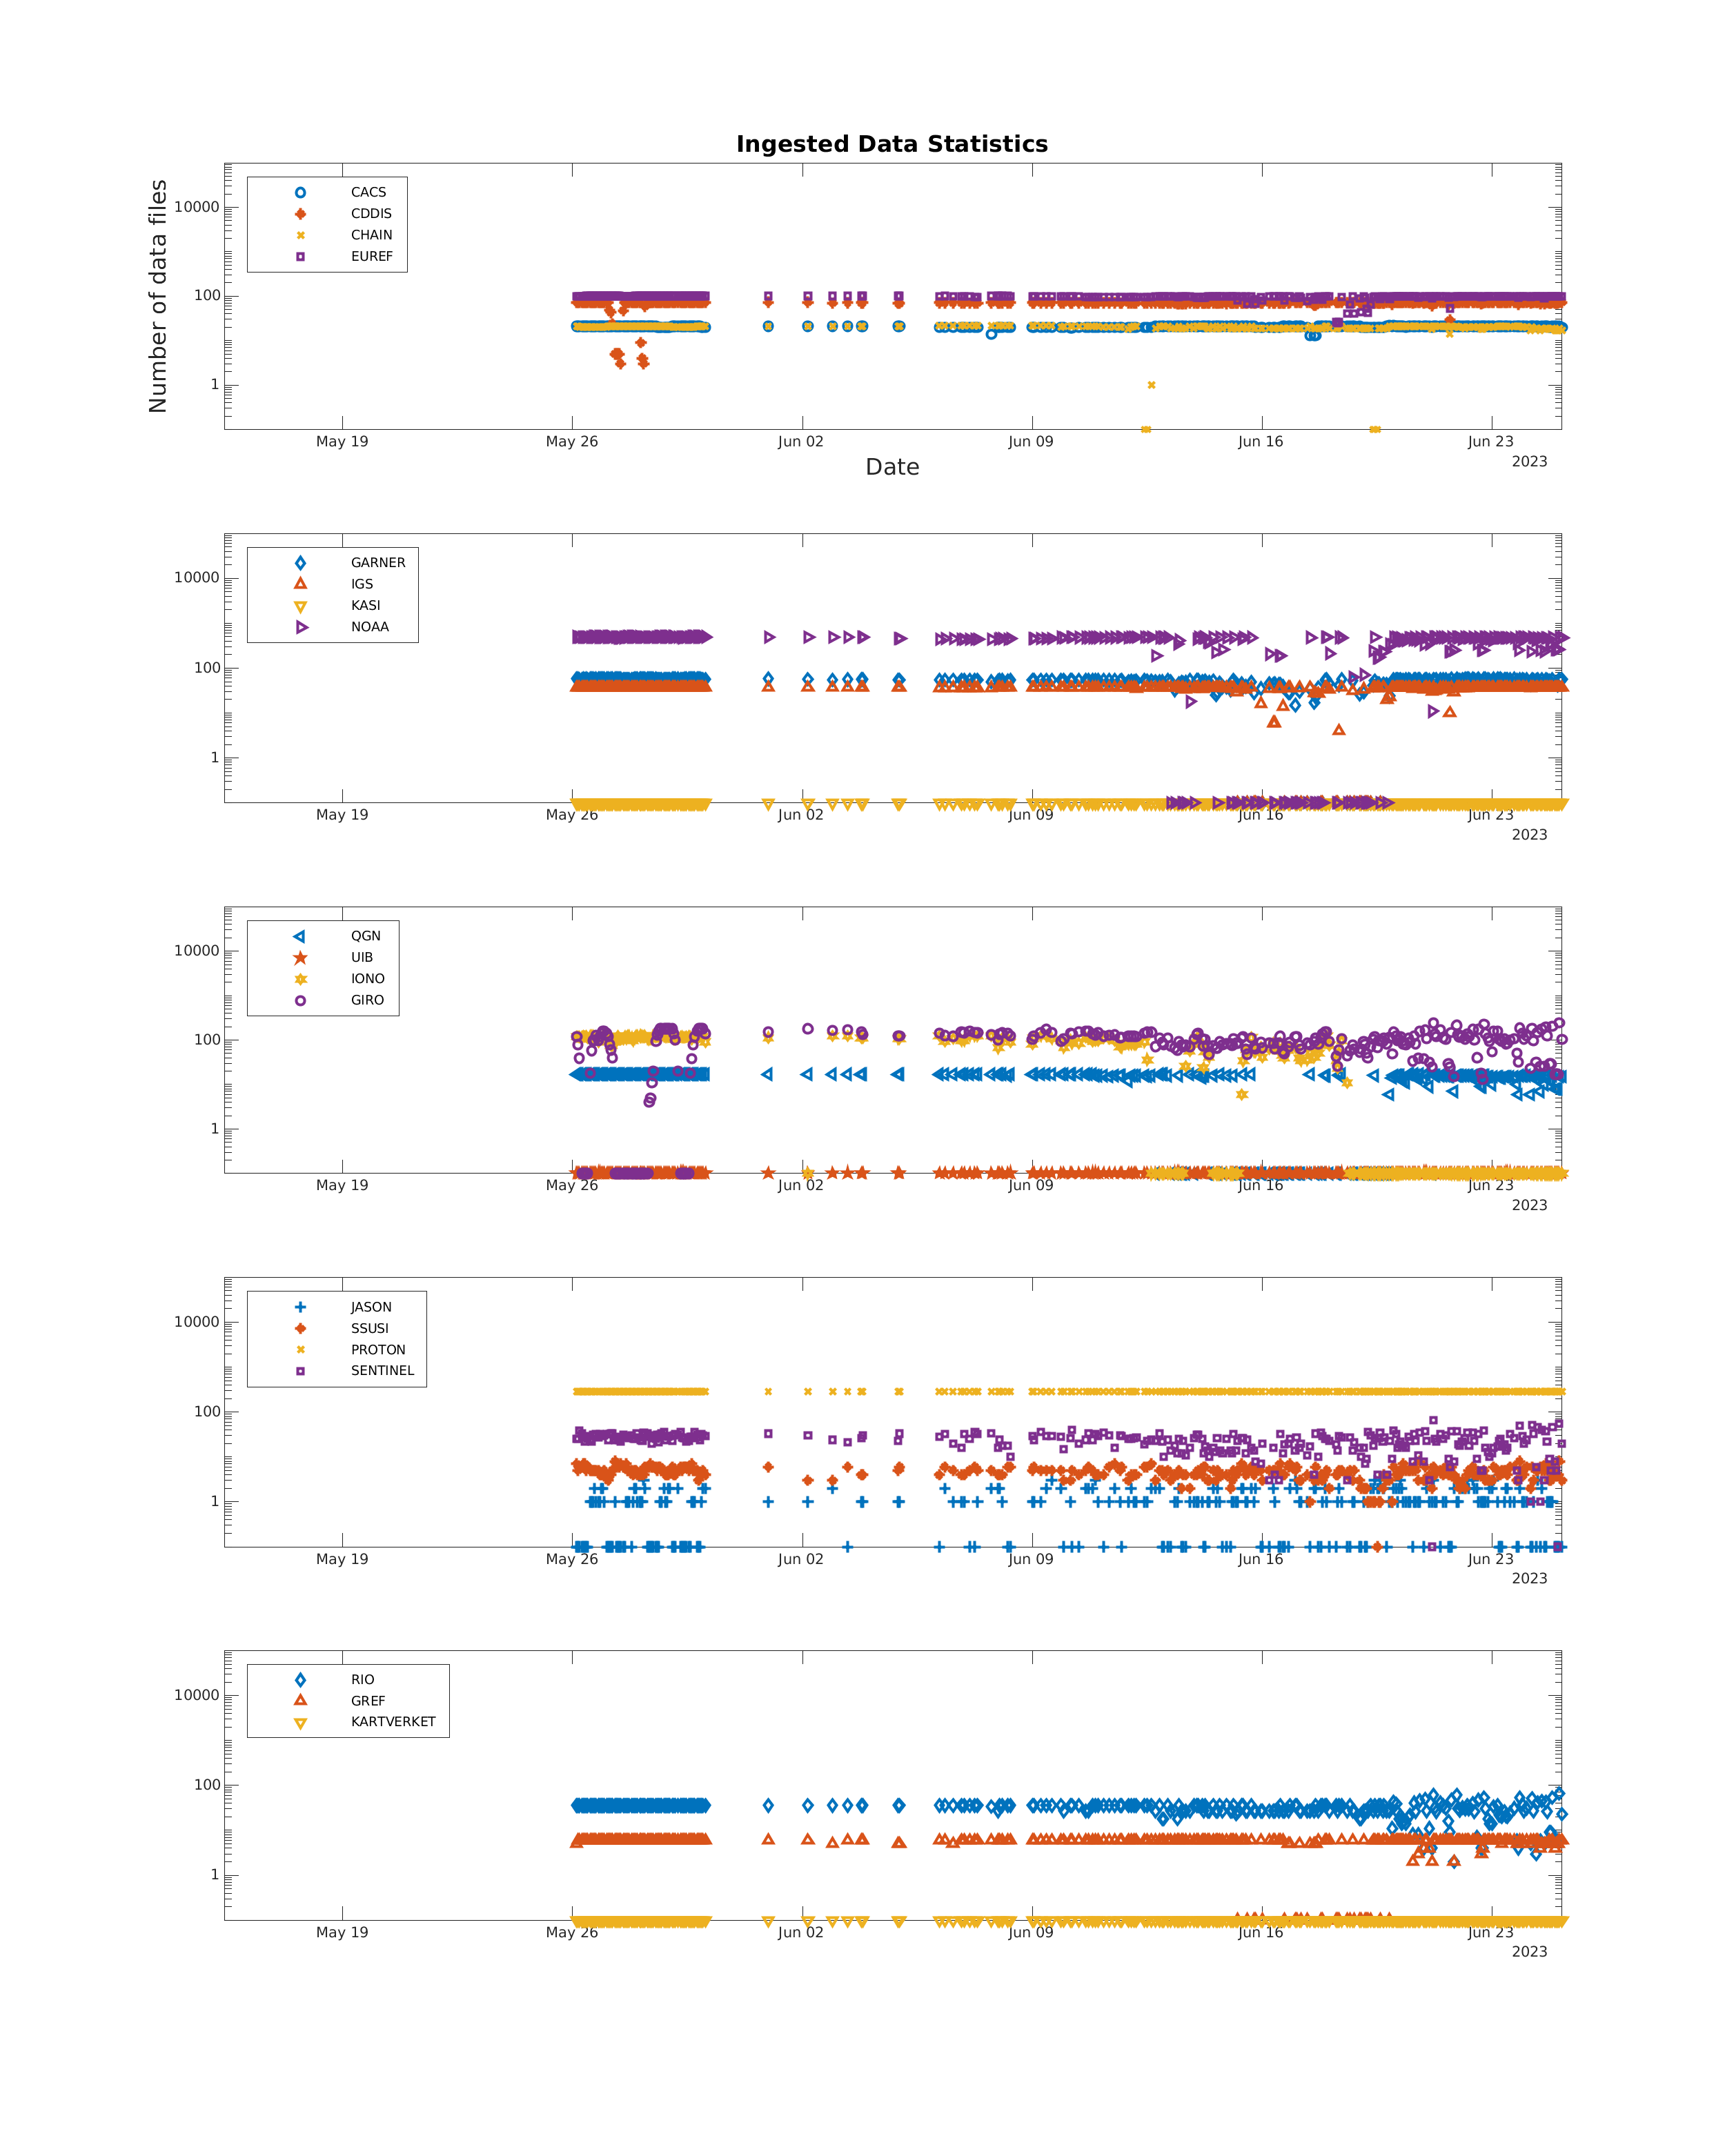 Ingested Data Statistics
Number of data files
CACS
CDDIS
CHAIN
EUREF
10000
100
1
May 19 May 26 Jun 02 Jun 09 Jun 16 Jun 23
2023
Date
GARNER
IGS
KASI
NOAA
10000
100
1
May 19 May 26 Jun 02 Jun 09 Jun 16 Jun 23
2023
QGN
UIB
IONO
GIRO
10000
100
1
May 19 May 26 Jun 02 Jun 09 Jun 16 Jun 23
2023
JASON
SSUSI
PROTON
SENTINEL
10000
100
1
May 19 May 26 Jun 02 Jun 09 Jun 16 Jun 23
2023
RIO
GREF
KARTVERKET
10000
100
1
May 19 May 26 Jun 02 Jun 09 Jun 16 Jun 23
2023